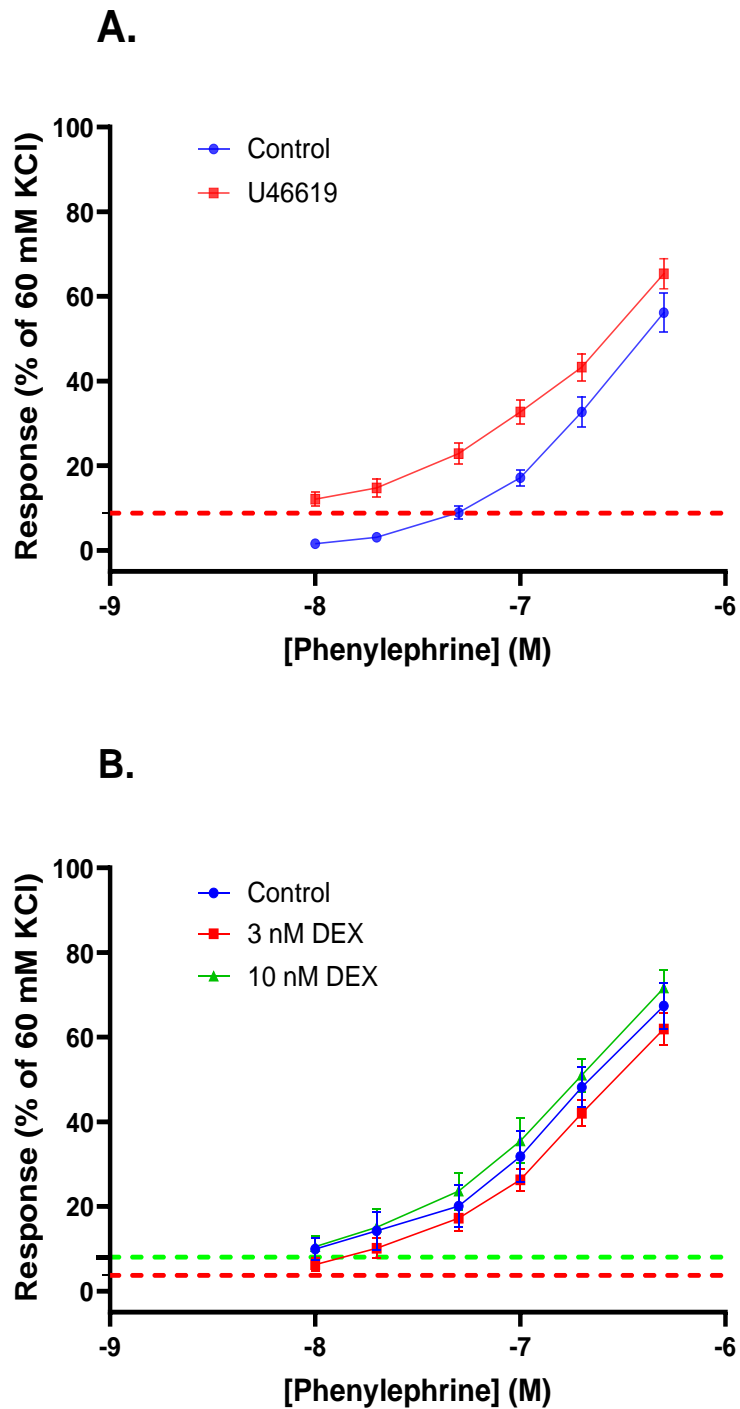 A.
Response (% of 60 mM KCl)
100
80
60
40
20
0
Control
U46619
-9
-8
-7
-6
[Phenylephrine] (M)
B.
Response (% of 60 mM KCl)
100
80
60
40
20
0
Control
3 nM DEX
10 nM DEX
-9
-8
-7
-6
[Phenylephrine] (M)